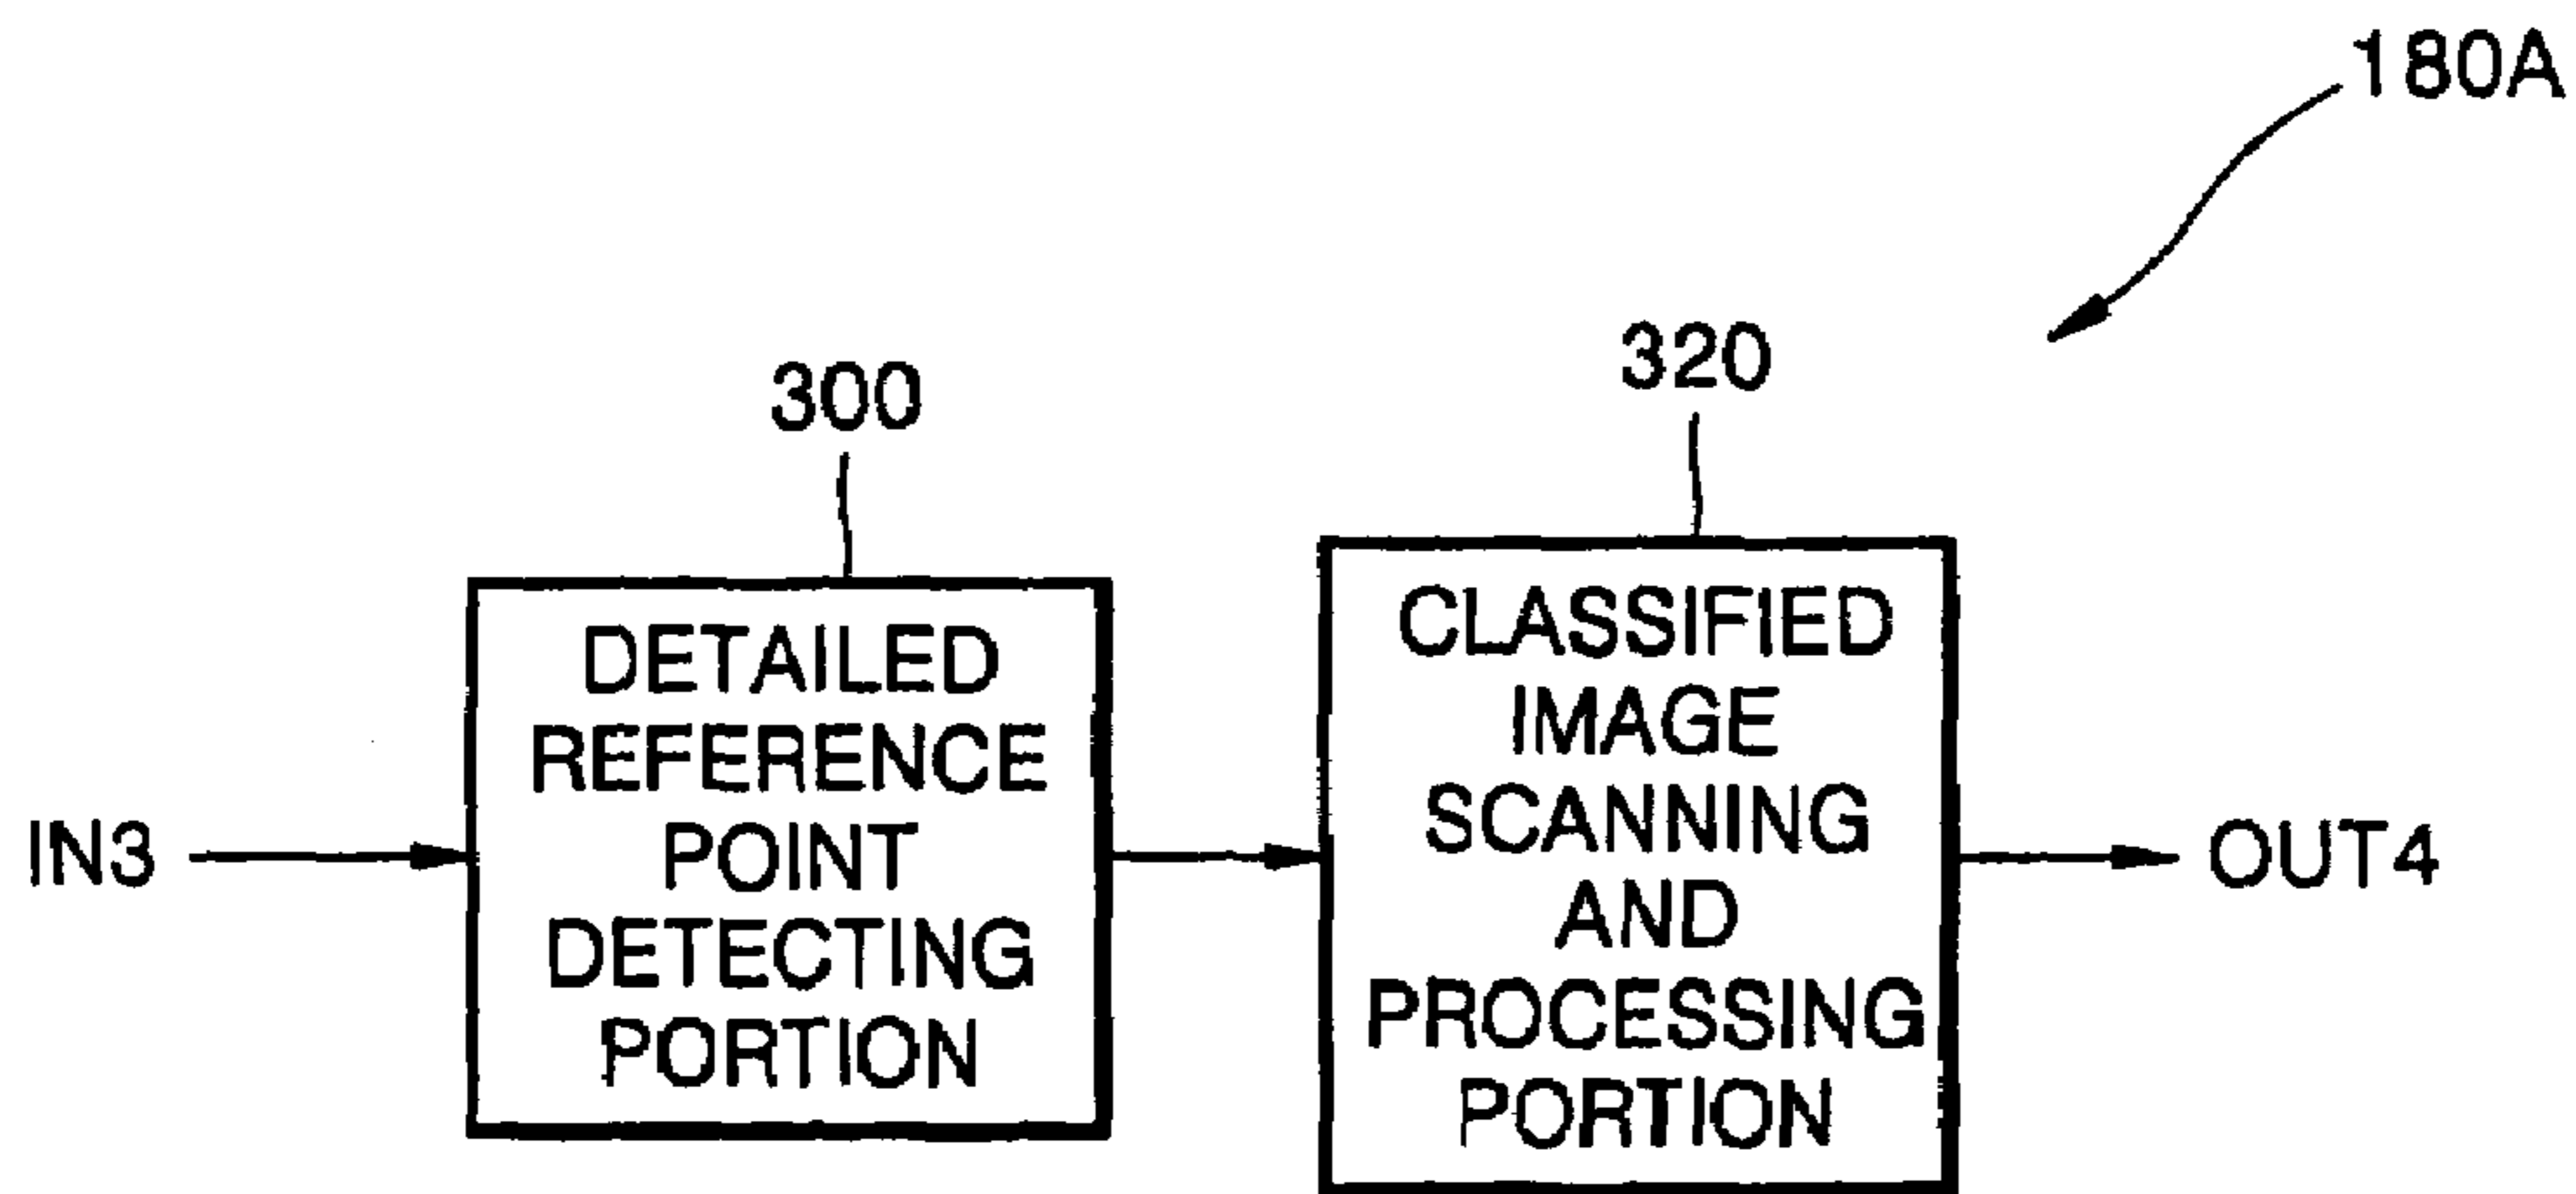 180A
300
320
DETAILED
REFERENCE
POINT
DETECTING
PORTION
CLASSIFIED
IMAGE
SCANNING
AND
PROCESSING
PORTION
IN3
OUT4